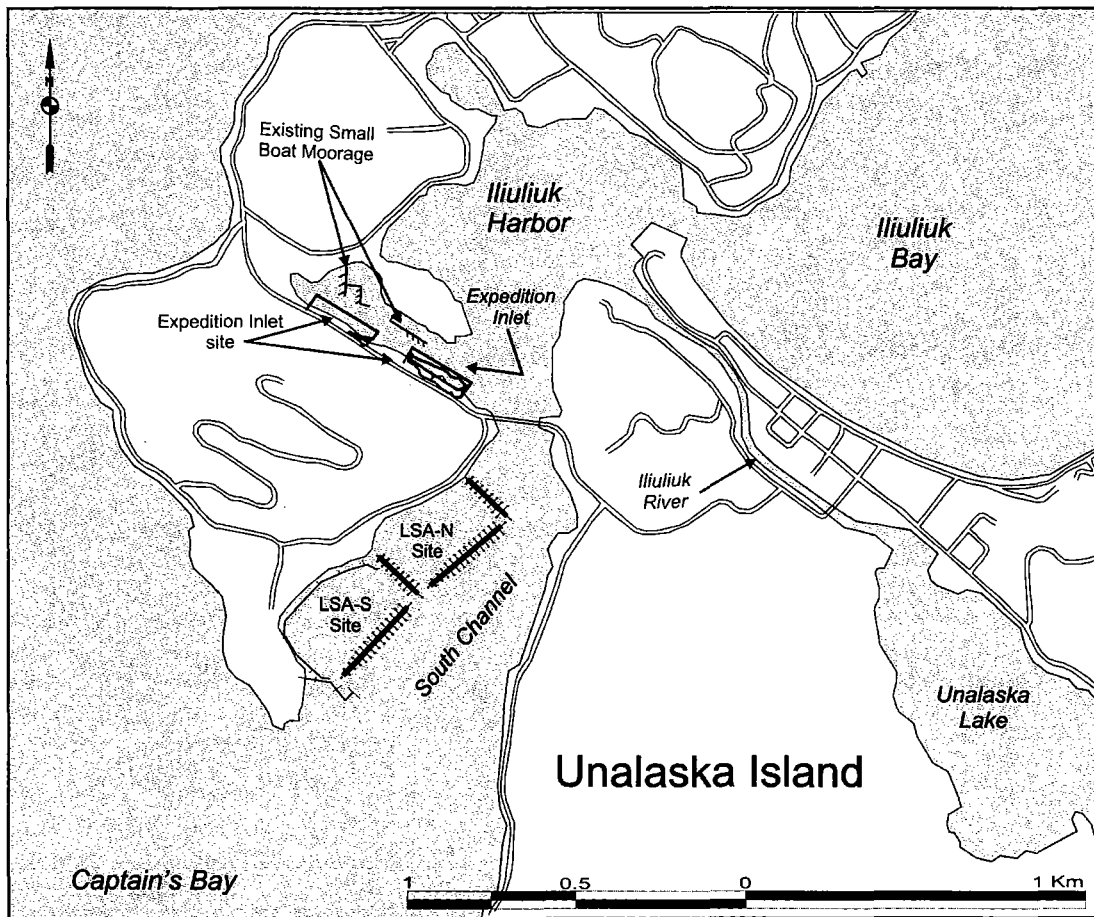 N
Existing Small
Boat Moorage
Iliuliuk
Harbor
Iliuliuk
Bay
Expedition
Inlet
Expedition Inlet
site
Iliuliuk
River
LSA-N
Site
LSA-S
Site
South Channel
Unalaska
Lake
Unalaska Island
Captain's Bay
1 0.5 0 1 Km